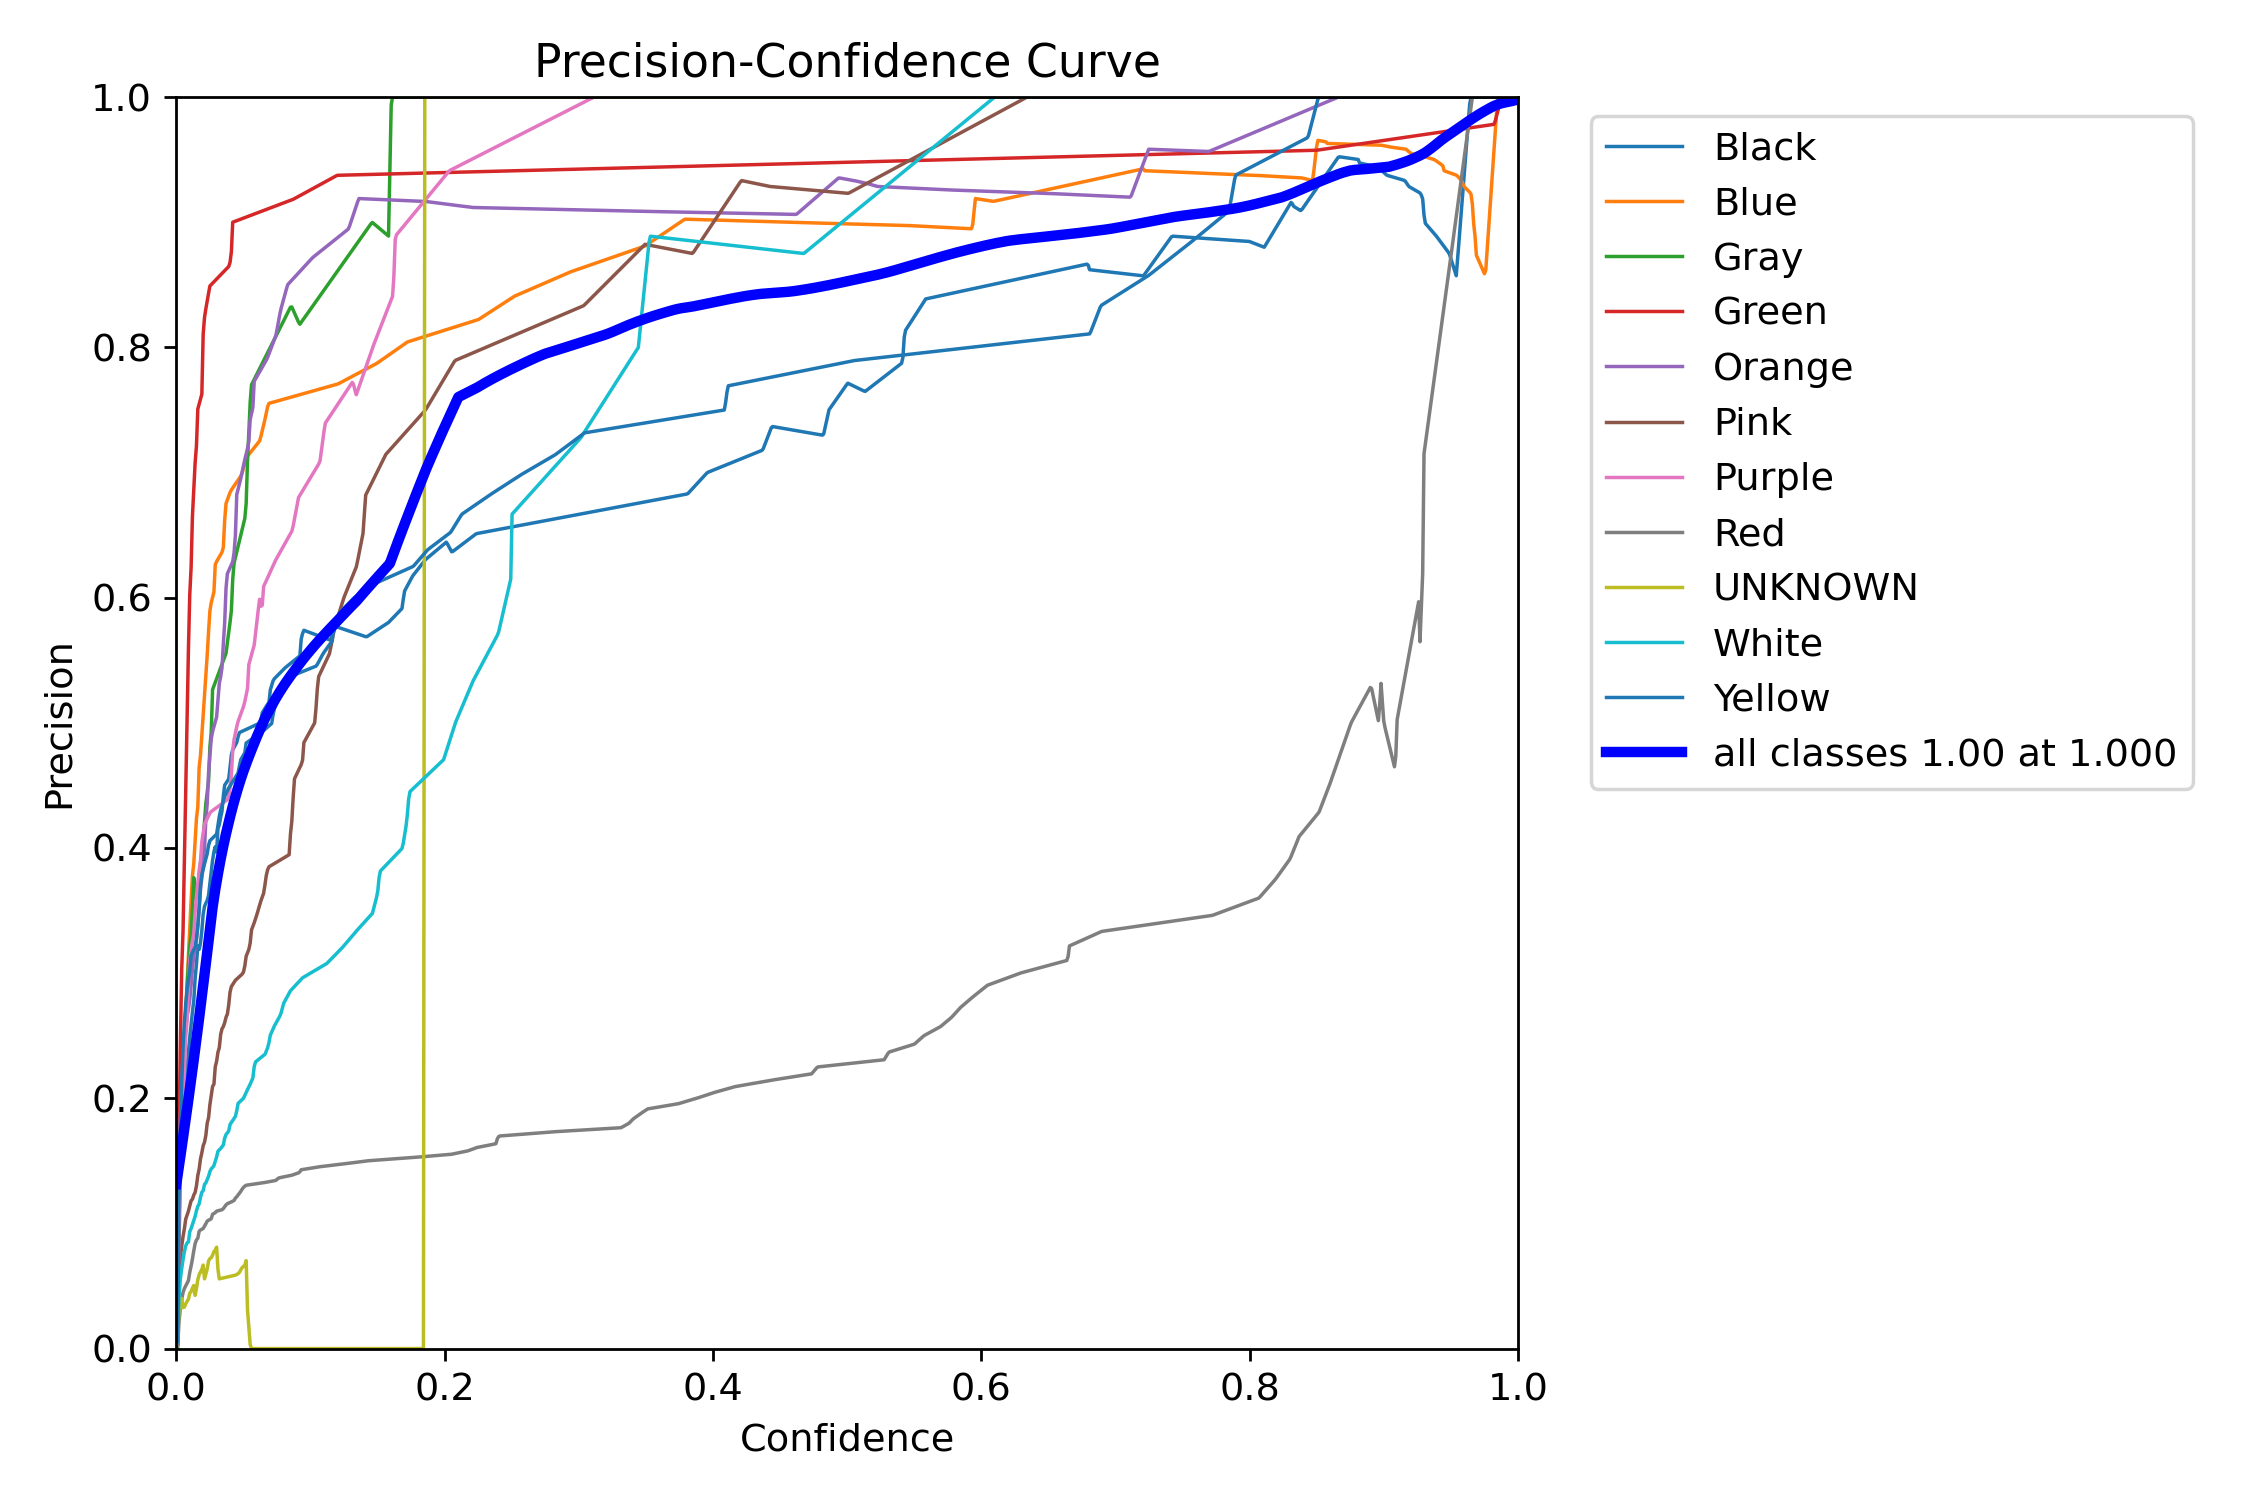 Precision-Confidence Curve
1.0
0.8
0.6
0.4
0.2
0.0
Precision
0.0 0.2 0.4 0.6 0.8 1.0
Confidence
Black
Blue
Gray
Green
Orange
Pink
Purple
Red
UNKNOWN
White
Yellow
all classes 1.00 at 1.000